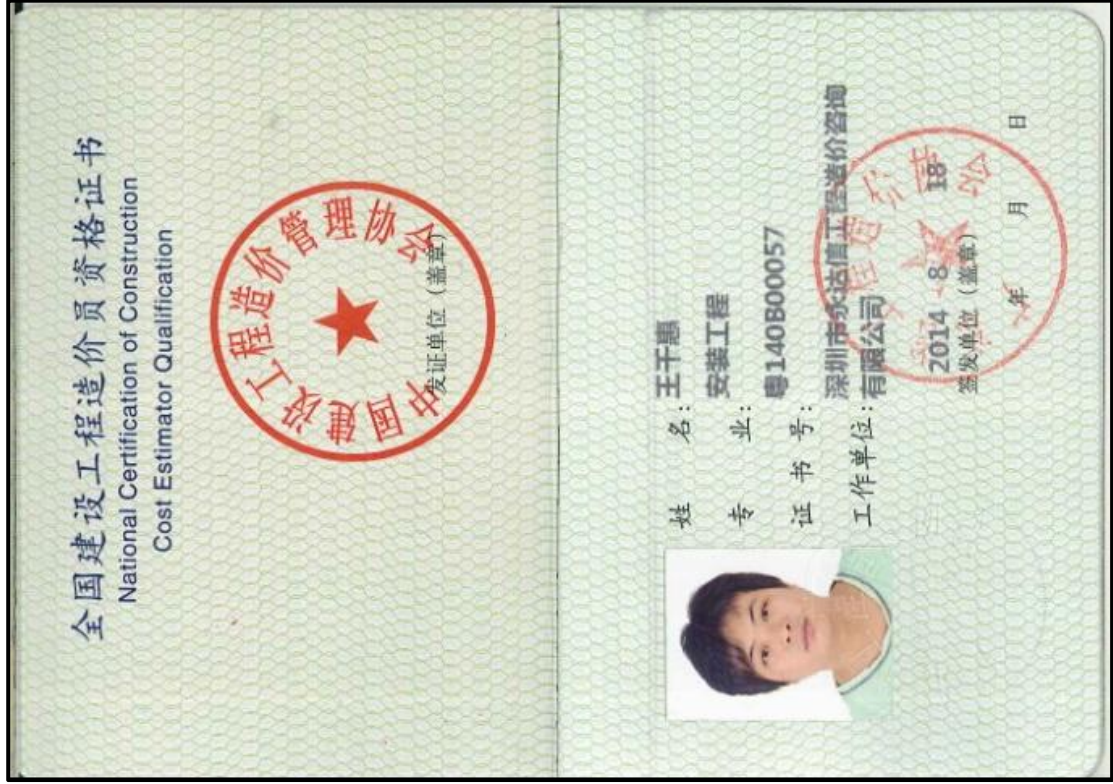 全国建设工程造价员资格证书
National Certification of Construction
Cost Estimator Qualification
中国建设工程造价管理协会
发证单位（盖章）
姓 名：王千惠
专 业：安装工程
证 书 号：粤1140B00057
工作单位：深圳市永达信工程造价咨询
有限公司
2014 8 18
签发单位（盖章）
年 月 日